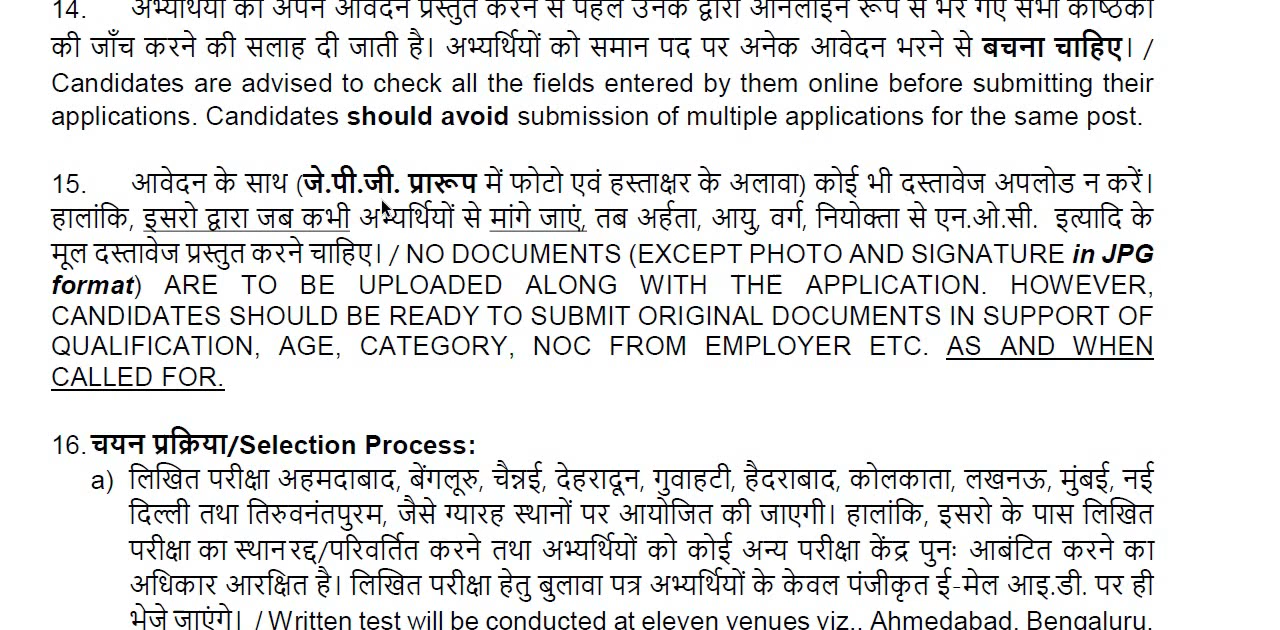 14. अभ्यर्थियों को अपने आवेदन प्रस्तुत करने से पहले उनके द्वारा ऑनलाइन रूप से भरे गए सभी कोष्ठकों
की जाँच करने की सलाह दी जाती है। अभ्यर्थियों को समान पद पर अनेक आवेदन भरने से बचना चाहिए। /
Candidates are advised to check all the fields entered by them online before submitting their
applications. Candidates should avoid submission of multiple applications for the same post.
15. आवेदन के साथ (जे.पी.जी. प्रारूप में फोटो एवं हस्ताक्षर के अलावा) कोई भी दस्तावेज अपलोड न करें।
हालांकि, इसरो द्वारा जब कभी अभ्यर्थियों से मांगे जाएं, तब अर्हता, आयु, वर्ग, नियोक्ता से एन.ओ.सी. इत्यादि के
मूल दस्तावेज प्रस्तुत करने चाहिए। / NO DOCUMENTS (EXCEPT PHOTO AND SIGNATURE in JPG
format) ARE TO BE UPLOADED ALONG WITH THE APPLICATION. HOWEVER,
CANDIDATES SHOULD BE READY TO SUBMIT ORIGINAL DOCUMENTS IN SUPPORT OF
QUALIFICATION, AGE, CATEGORY, NOC FROM EMPLOYER ETC. AS AND WHEN
CALLED FOR.
16. चयन प्रक्रिया/Selection Process:
a) लिखित परीक्षा अहमदाबाद, बेंगलूरु, चैन्नई, देहरादून, गुवाहटी, हैदराबाद, कोलकाता, लखनऊ, मुंबई, नई
दिल्ली तथा तिरुवनंतपुरम, जैसे ग्यारह स्थानों पर आयोजित की जाएगी। हालांकि, इसरो के पास लिखित
परीक्षा का स्थान रद्द/परिवर्तित करने तथा अभ्यर्थियों को कोई अन्य परीक्षा केंद्र पुनः आबंटित करने का
अधिकार आरक्षित है। लिखित परीक्षा हेतु बुलावा पत्र अभ्यर्थियों के केवल पंजीकृत ई-मेल आइ.डी. पर ही
भेजे जाएंगे। / Written test will be conducted at eleven venues viz., Ahmedabad, Bengaluru,